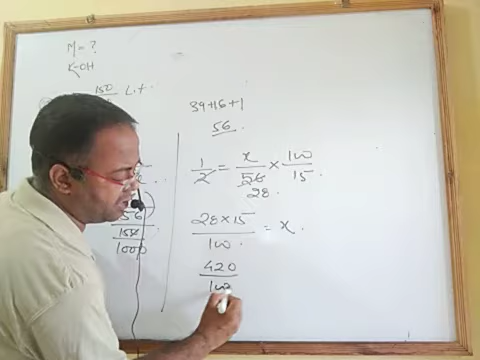 M = ?
KOH
150 Lit
56
150
1000
39+16+1
56
1/2 = x/56 × 100/15
28
28×15/100 = x
420/100